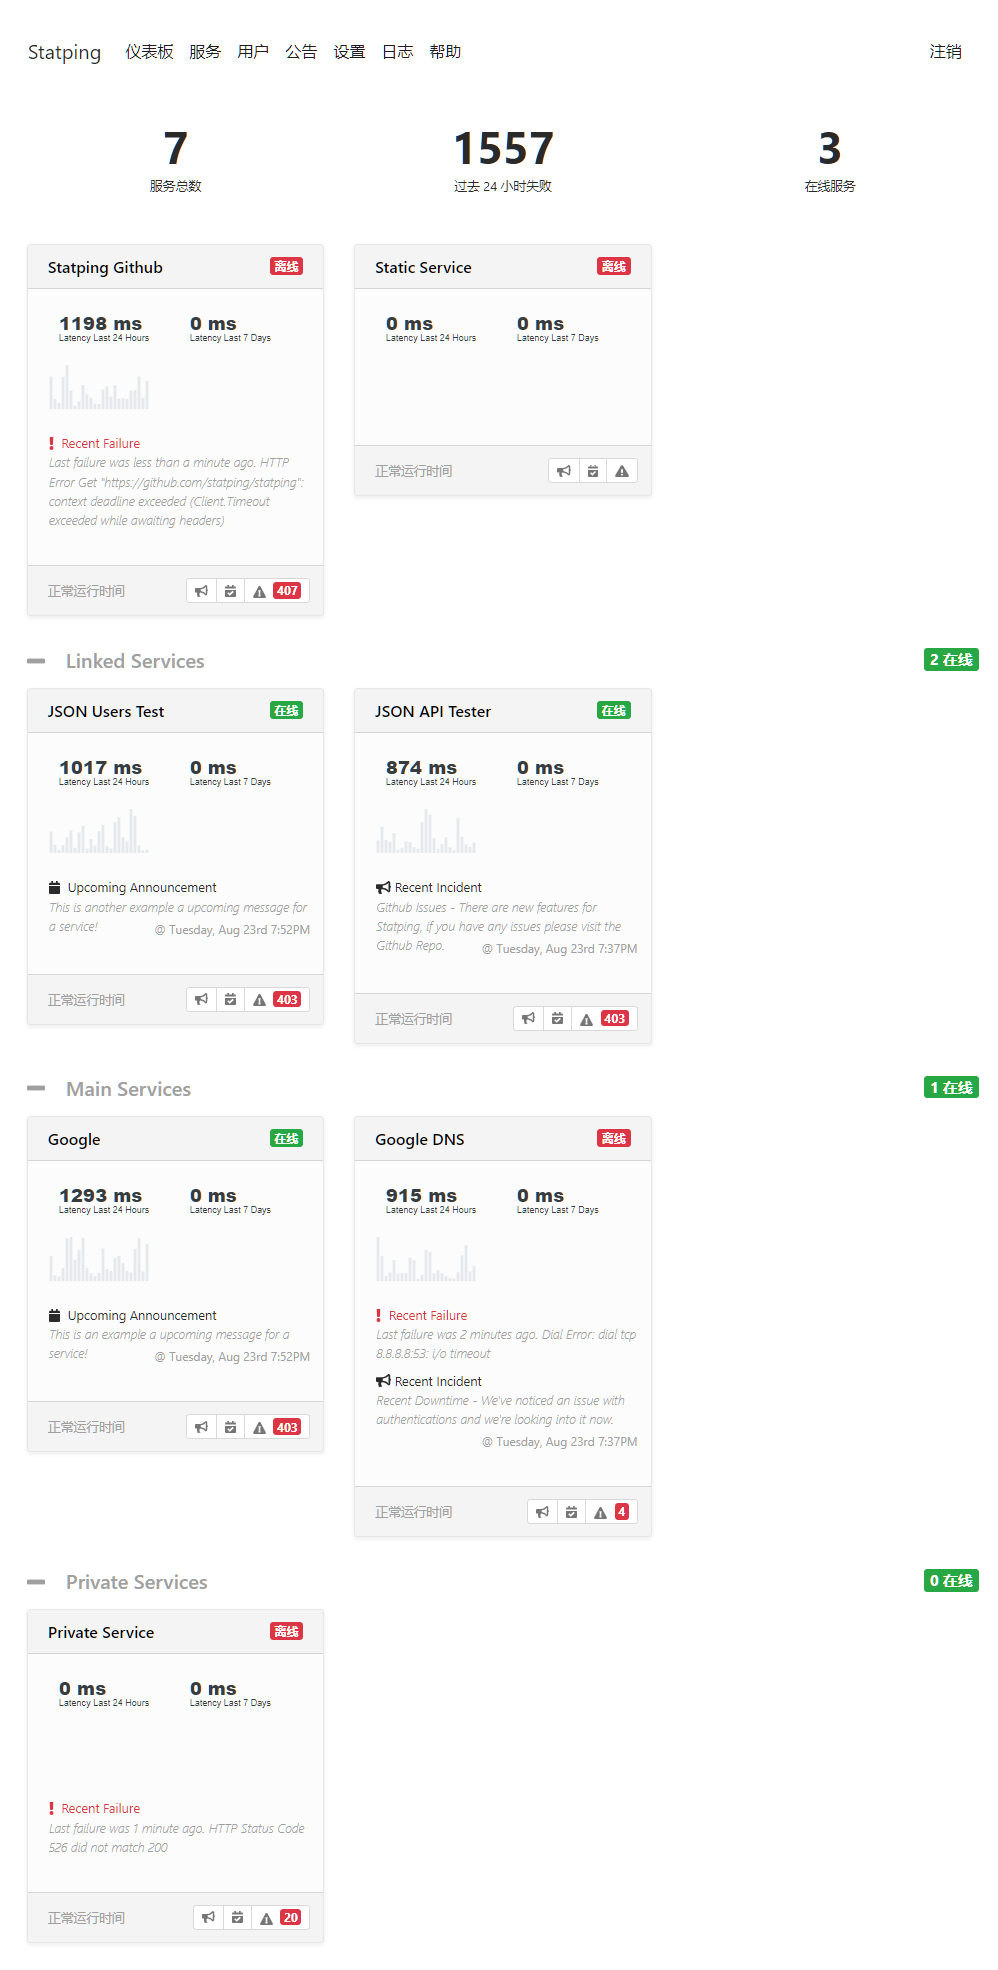 Statping 仪表板 服务 用户 公告 设置 日志 帮助 注销
7 1557 3
服务总数 过去 24 小时失败 在线服务
Statping Github 离线
1198 ms 0 ms
Latency Last 24 Hours Latency Last 7 Days
Recent Failure
Last failure was less than a minute ago. HTTP
Error Get "https://github.com/statping/statping":
context deadline exceeded (Client.Timeout
exceeded while awaiting headers)
正常运行时间 407
Static Service 离线
0 ms 0 ms
Latency Last 24 Hours Latency Last 7 Days
正常运行时间
Linked Services 2 在线
JSON Users Test 在线
1017 ms 0 ms
Latency Last 24 Hours Latency Last 7 Days
Upcoming Announcement
This is another example a upcoming message for
a service! @ Tuesday, Aug 23rd 7:52PM
正常运行时间 403
JSON API Tester 在线
874 ms 0 ms
Latency Last 24 Hours Latency Last 7 Days
Recent Incident
Github Issues - There are new features for
Statping, if you have any issues please visit the
Github Repo. @ Tuesday, Aug 23rd 7:37PM
正常运行时间 403
Main Services 1 在线
Google 在线
1293 ms 0 ms
Latency Last 24 Hours Latency Last 7 Days
Upcoming Announcement
This is an example a upcoming message for a
service! @ Tuesday, Aug 23rd 7:52PM
正常运行时间 403
Google DNS 离线
915 ms 0 ms
Latency Last 24 Hours Latency Last 7 Days
Recent Failure
Last failure was 2 minutes ago. Dial Error: dial tcp
8.8.8.8:53: i/o timeout
Recent Incident
Recent Downtime - We've noticed an issue with
authentications and we're looking into it now.
@ Tuesday, Aug 23rd 7:37PM
正常运行时间 4
Private Services 0 在线
Private Service 离线
0 ms 0 ms
Latency Last 24 Hours Latency Last 7 Days
Recent Failure
Last failure was 1 minute ago. HTTP Status Code
526 did not match 200
正常运行时间 20